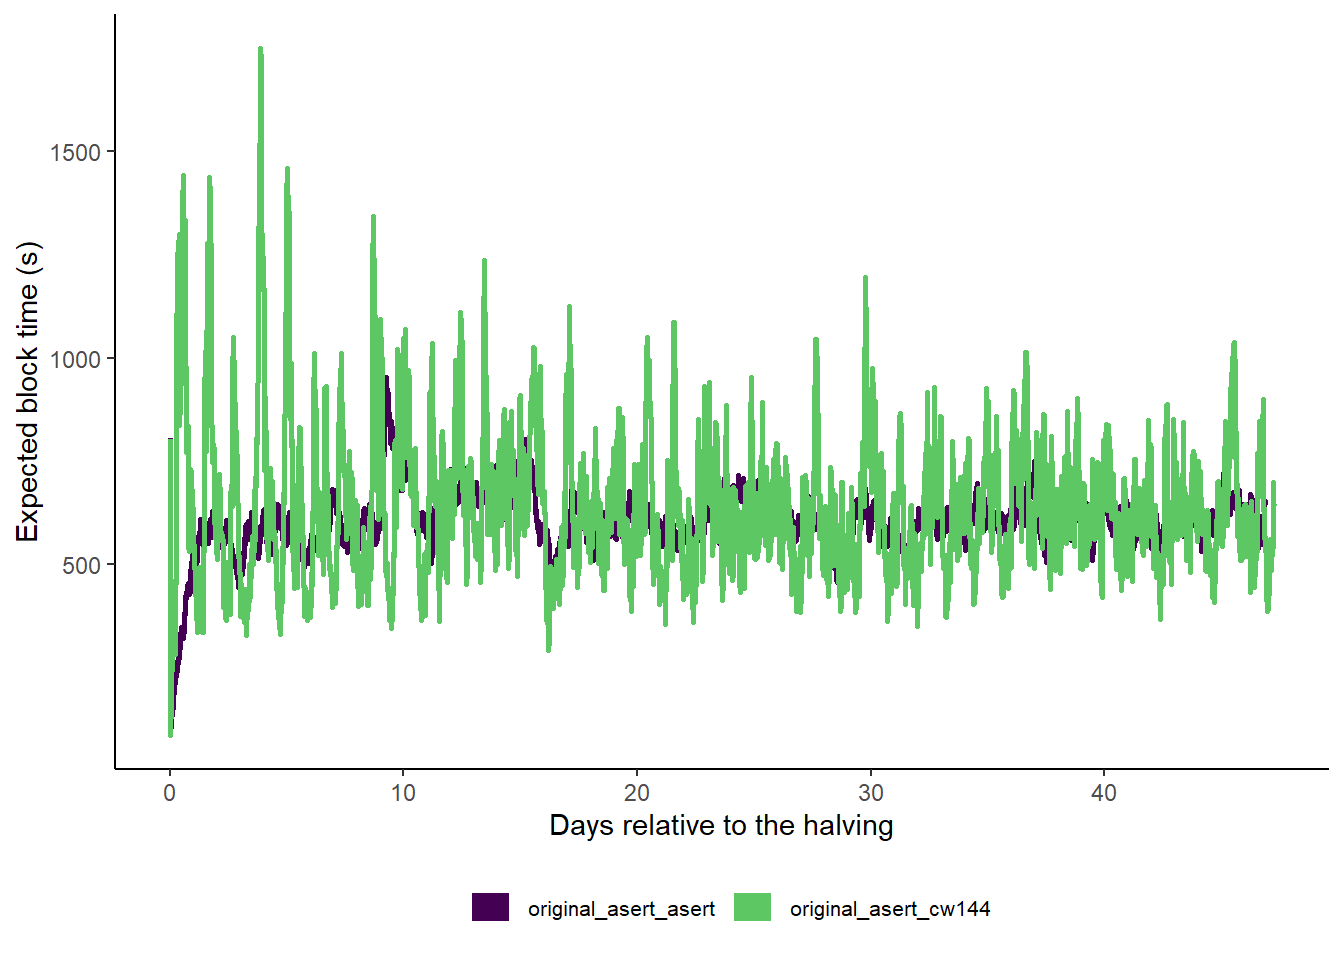 Expected block time (s)
1500
1000
500
0 10 20 30 40
Days relative to the halving
original_asert_asert original_asert_cw144